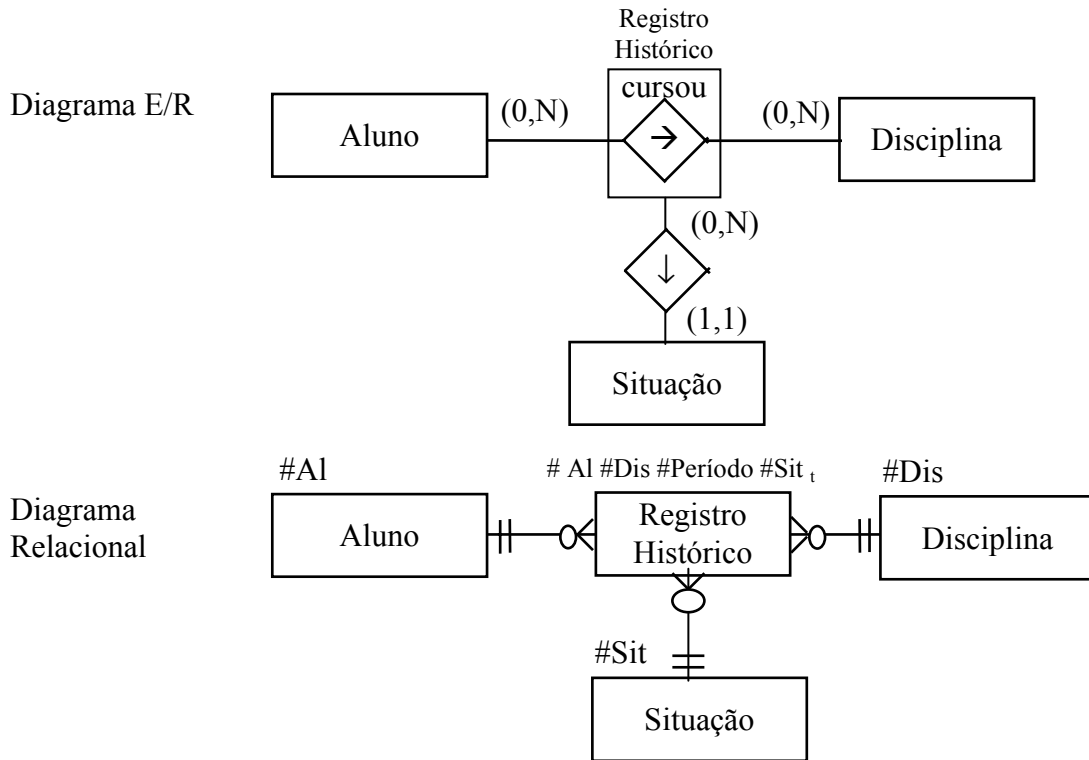 Registro
Histórico
Diagrama E/R
cursou
Aluno
(0,N)
→
(0,N)
Disciplina
(0,N)
↓
(1,1)
Situação
#Al
# Al #Dis #Período #Sit t
#Dis
Diagrama
Relacional
Aluno
Registro
Histórico
Disciplina
#Sit
Situação